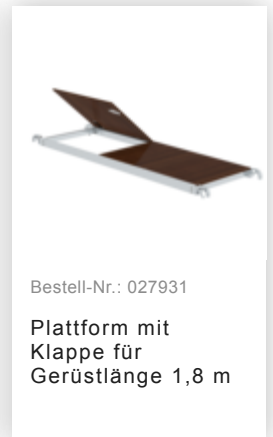 Bestell-Nr.: 027931
Plattform mit
Klappe für
Gerüstlänge 1,8 m